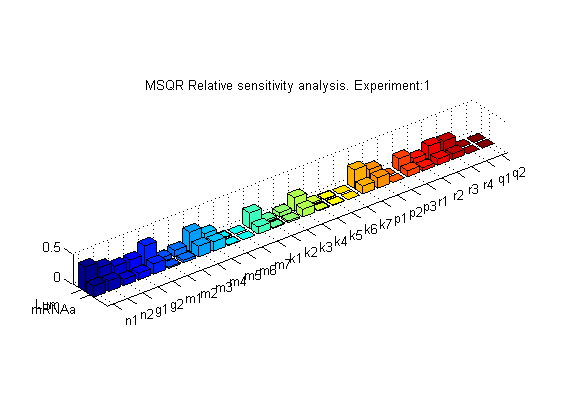 MSQR Relative sensitivity analysis. Experiment:1
0.5
0
Lum
mRNAa
n1 n2 g1 g2 m1 m2 m3 m4 m5 m6 m7 k1 k2 k3 k4 k5 k6 k7 p1 p2 p3 r1 r2 r3 r4 q1 q2